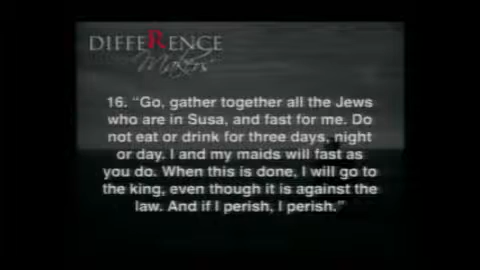 DIFFERENCE
Makers
16. “Go, gather together all the Jews
who are in Susa, and fast for me. Do
not eat or drink for three days, night
or day. I and my maids will fast as
you do. When this is done, I will go to
the king, even though it is against the
law. And if I perish, I perish.”